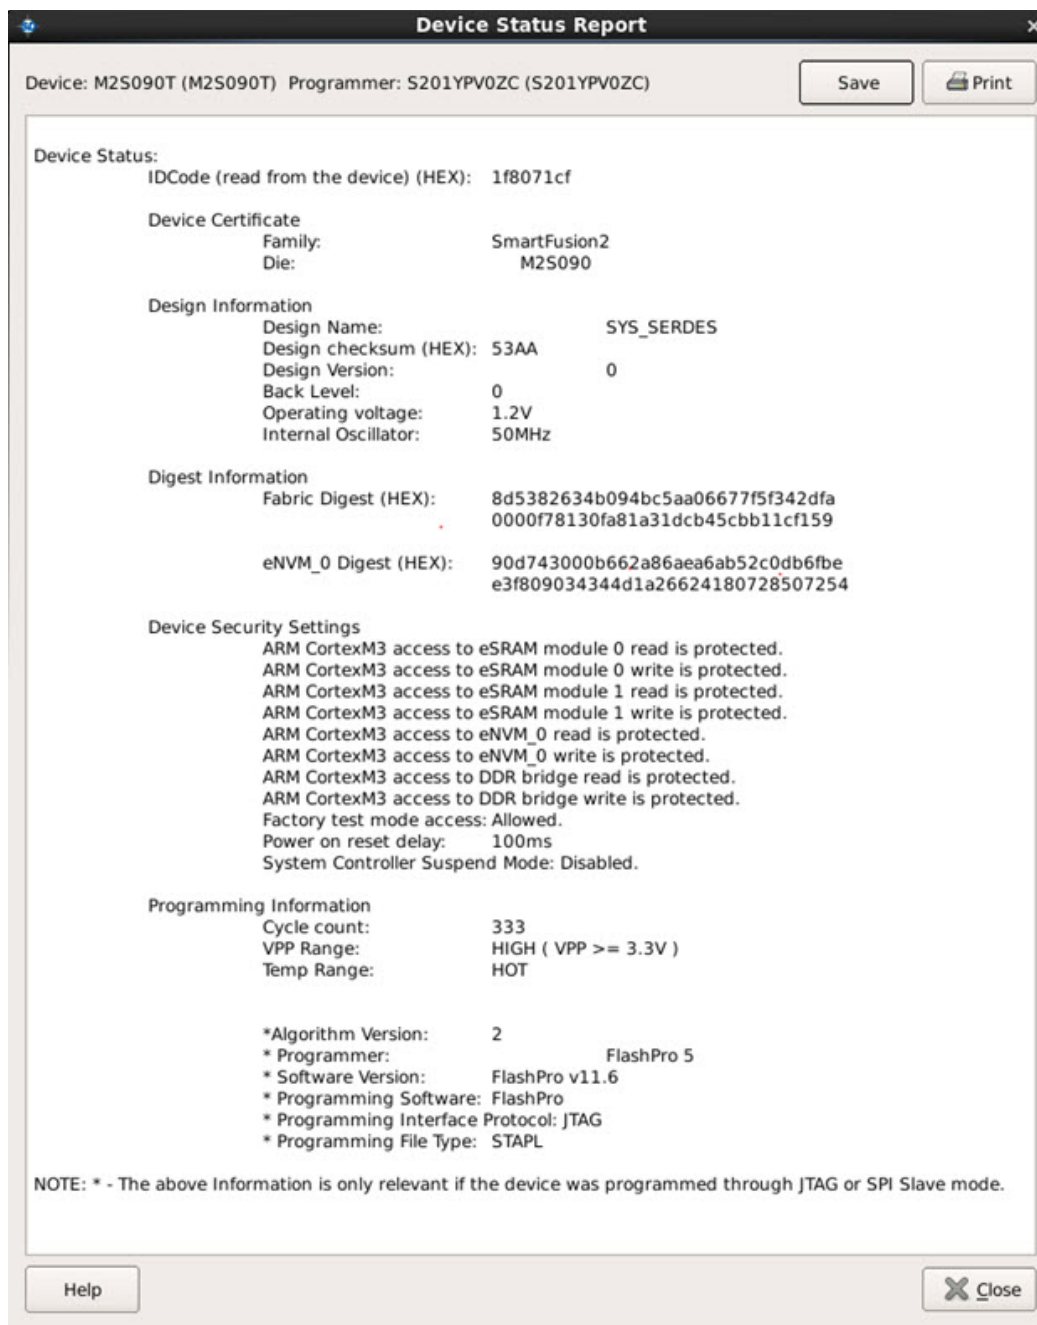 Device Status Report
Device: M2S090T (M2S090T) Programmer: S201YPV0ZC (S201YPV0ZC)
Save
Print
Device Status:
IDCode (read from the device) (HEX): 1f8071cf
Device Certificate
Family: SmartFusion2
Die: M2S090
Design Information
Design Name: SYS_SERDES
Design checksum (HEX): 53AA
Design Version: 0
Back Level: 0
Operating voltage: 1.2V
Internal Oscillator: 50MHz
Digest Information
Fabric Digest (HEX): 8d5382634b094bc5aa06677f5f342dfa
0000f78130fa81a31dcb45cbb11cf159
eNVM_0 Digest (HEX): 90d743000b662a86aea6ab52c0db6fbe
e3f809034344d1a26624180728507254
Device Security Settings
ARM CortexM3 access to eSRAM module 0 read is protected.
ARM CortexM3 access to eSRAM module 0 write is protected.
ARM CortexM3 access to eSRAM module 1 read is protected.
ARM CortexM3 access to eSRAM module 1 write is protected.
ARM CortexM3 access to eNVM_0 read is protected.
ARM CortexM3 access to eNVM_0 write is protected.
ARM CortexM3 access to DDR bridge read is protected.
ARM CortexM3 access to DDR bridge write is protected.
Factory test mode access: Allowed.
Power on reset delay: 100ms
System Controller Suspend Mode: Disabled.
Programming Information
Cycle count: 333
VPP Range: HIGH ( VPP >= 3.3V )
Temp Range: HOT
*Algorithm Version: 2
* Programmer: FlashPro 5
* Software Version: FlashPro v11.6
* Programming Software: FlashPro
* Programming Interface Protocol: JTAG
* Programming File Type: STAPL
NOTE: * - The above Information is only relevant if the device was programmed through JTAG or SPI Slave mode.
Help
Close